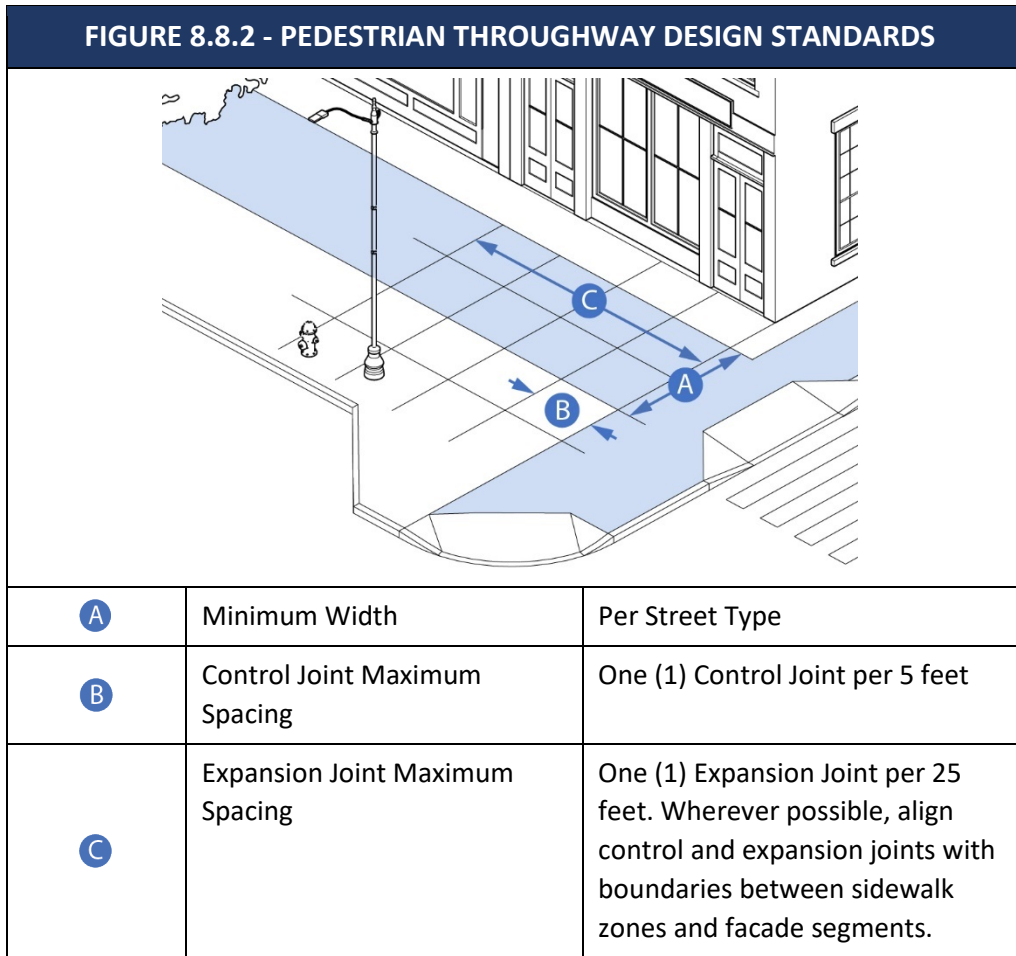 FIGURE 8.8.2 - PEDESTRIAN THROUGHWAY DESIGN STANDARDS
C
A
B
A
Minimum Width
Per Street Type
B
Control Joint Maximum
Spacing
One (1) Control Joint per 5 feet
C
Expansion Joint Maximum
Spacing
One (1) Expansion Joint per 25
feet. Wherever possible, align
control and expansion joints with
boundaries between sidewalk
zones and facade segments.